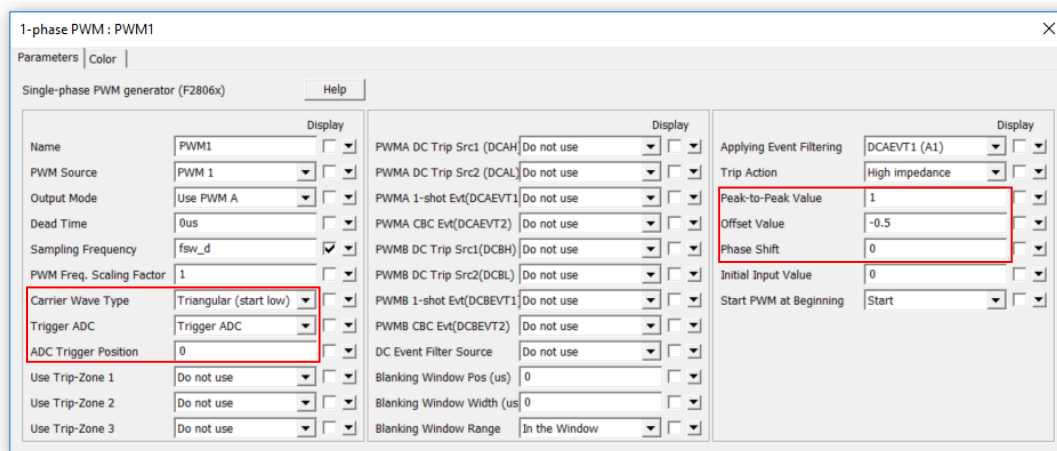 1-phase PWM : PWM1
Parameters Color
Single-phase PWM generator (F2806x) Help
Display
Name PWM1
PWM Source PWM 1
Output Mode Use PWM A
Dead Time 0us
Sampling Frequency fsw_d
PWM Freq. Scaling Factor 1
Carrier Wave Type Triangular (start low)
Trigger ADC Trigger ADC
ADC Trigger Position 0
Use Trip-Zone 1 Do not use
Use Trip-Zone 2 Do not use
Use Trip-Zone 3 Do not use
Display
PWMA DC Trip Src1 (DCAH) Do not use
PWMA DC Trip Src2 (DCAL) Do not use
PWMA 1-shot Evt(DCAEVT1 Do not use
PWMA CBC Evt(DCAEVT2) Do not use
PWMB DC Trip Src1(DCBH) Do not use
PWMB DC Trip Src2(DCBL) Do not use
PWMB 1-shot Evt(DCBEVT1 Do not use
PWMB CBC Evt(DCBEVT2) Do not use
DC Event Filter Source Do not use
Blanking Window Pos (us) 0
Blanking Window Width (us 0
Blanking Window Range In the Window
Display
Applying Event Filtering DCAEVT1 (A1)
Trip Action High impedance
Peak-to-Peak Value 1
Offset Value -0.5
Phase Shift 0
Initial Input Value 0
Start PWM at Beginning Start